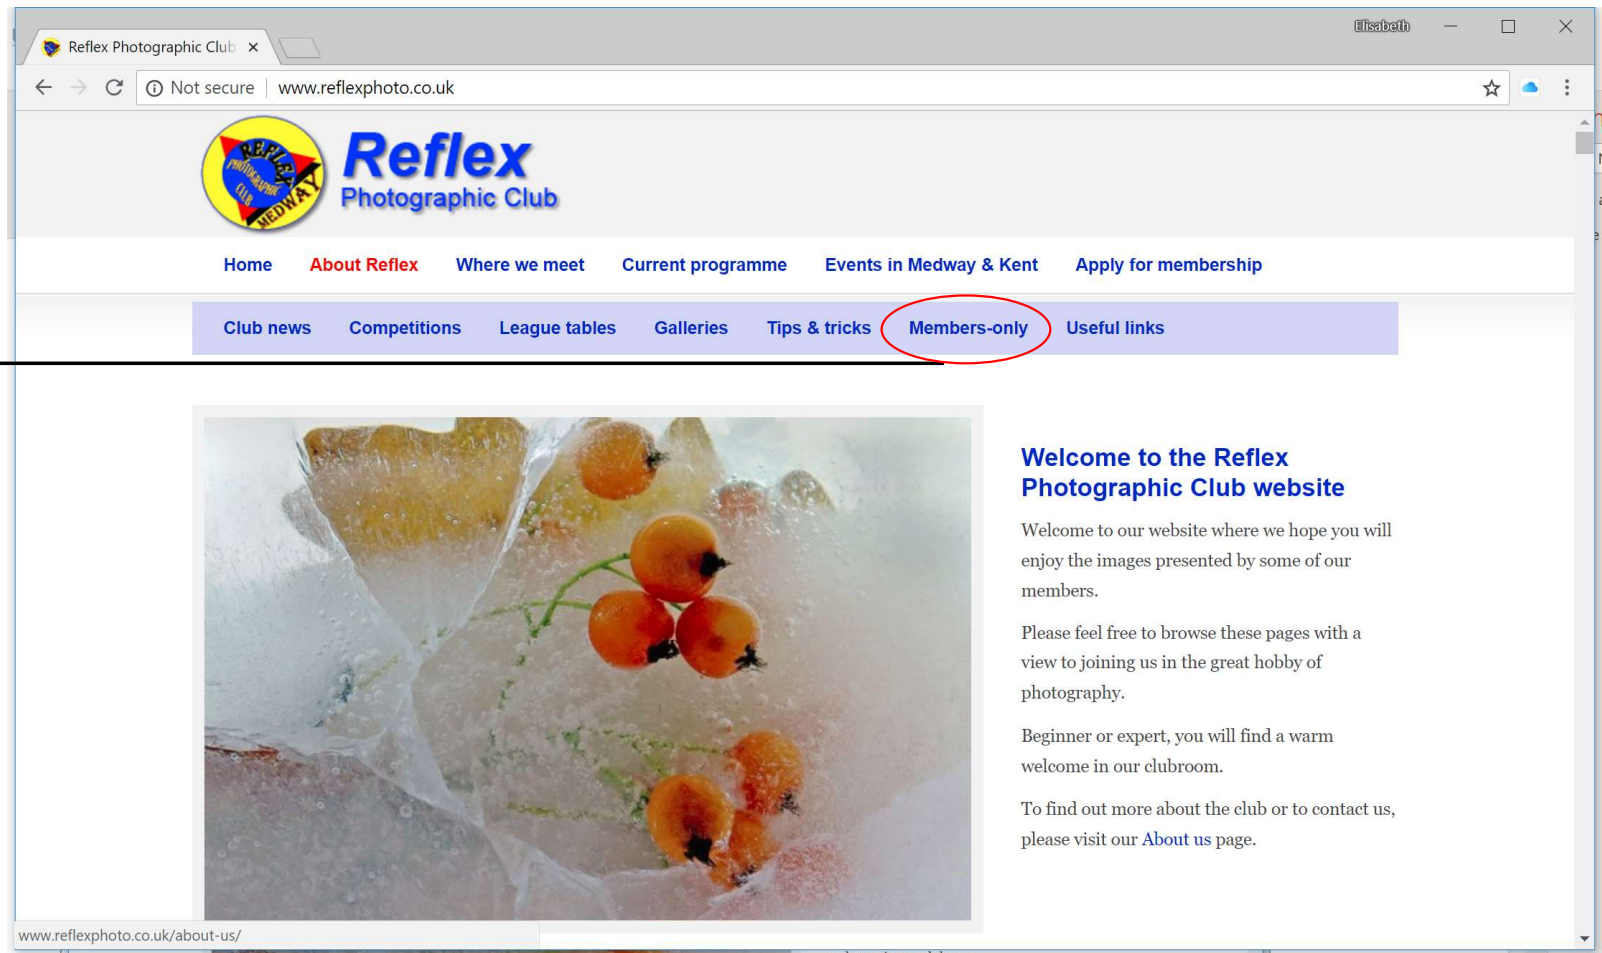 Elisabeth
Reflex Photographic Club
Not secure www.reflexphoto.co.uk
REFLEX
PHOTOGRAPHIC
CLUB
MEDWAY
Reflex
Photographic Club
Home About Reflex Where we meet Current programme Events in Medway & Kent Apply for membership
Club news Competitions League tables Galleries Tips & tricks Members-only Useful links
Welcome to the Reflex
Photographic Club website
Welcome to our website where we hope you will
enjoy the images presented by some of our
members.
Please feel free to browse these pages with a
view to joining us in the great hobby of
photography.
Beginner or expert, you will find a warm
welcome in our clubroom.
To find out more about the club or to contact us,
please visit our About us page.
www.reflexphoto.co.uk/about-us/